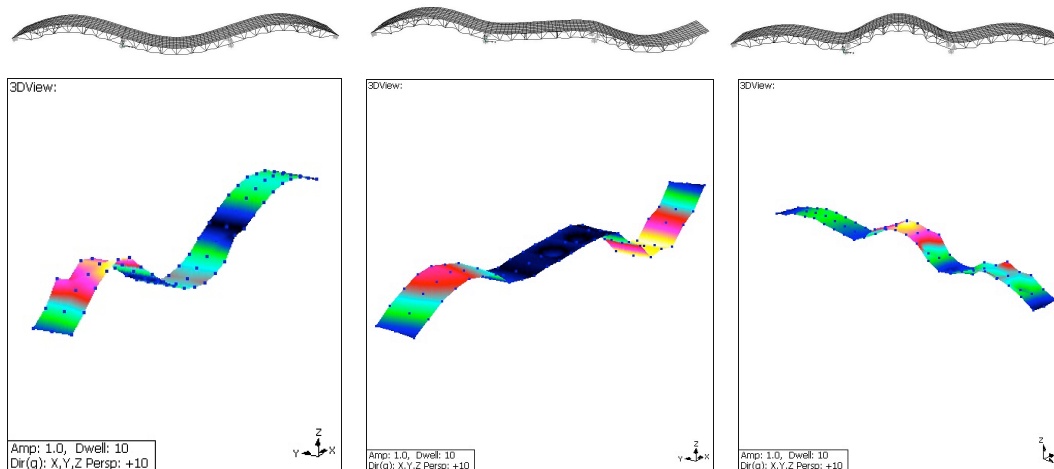 3DView:
Amp: 1.0, Dwell: 10
Dir(g): X,Y,Z Persp: +10
Z
Y X
3DView:
Amp: 1.0, Dwell: 10
Dir(g): X,Y,Z Persp: +10
Z
Y X
3DView:
Amp: 1.0, Dwell: 10
Dir(g): X,Y,Z Persp: +10
Z